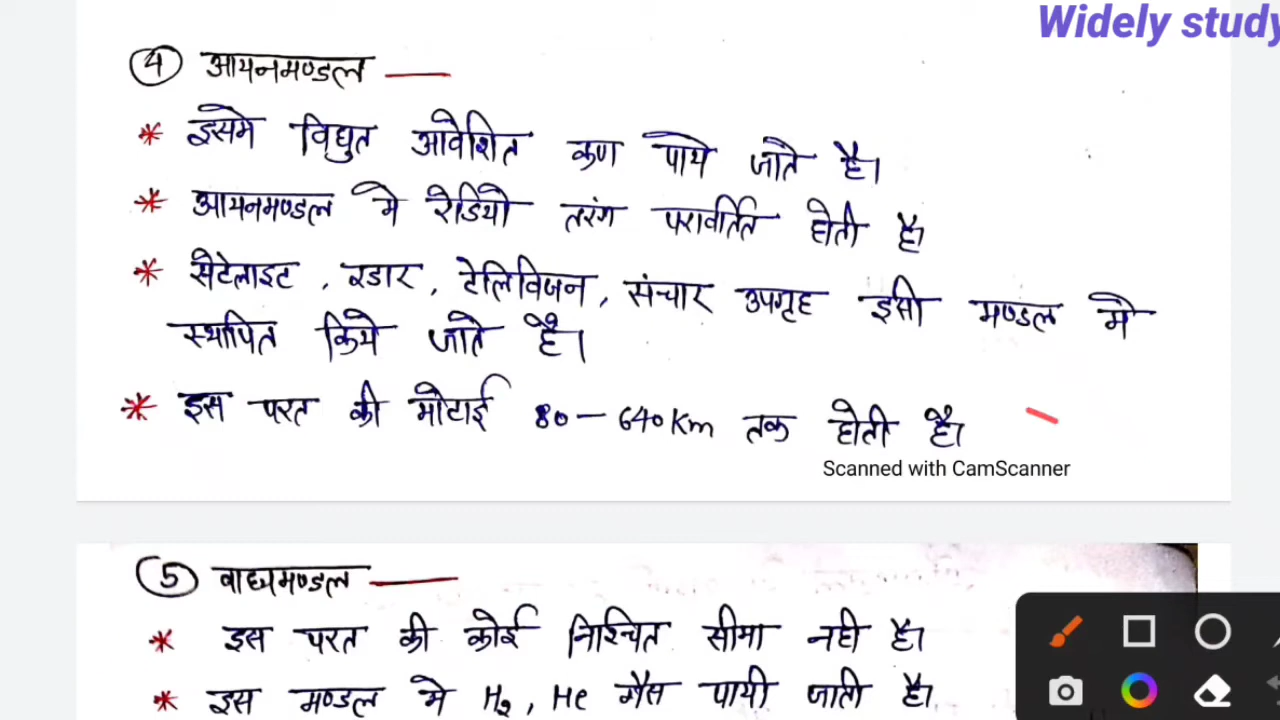 Widely study
④ आयनमण्डल —
* इसमे विद्युत आवेशित कण पाये जाते है।
* आयनमण्डल मे रेडियो तरंग परावर्तित होती है।
* सेटेलाइट, रडार, टेलिविजन, संचार उपगृह इसी मण्डल मे
स्थापित किये जाते है।
* इस परत की मोटाई 80 – 640 Km तक होती है।
Scanned with CamScanner
⑤ वाह्यमण्डल —
* इस परत की कोई निश्चित सीमा नही है।
* इस मण्डल मे H₂, He गैस पायी जाती है।